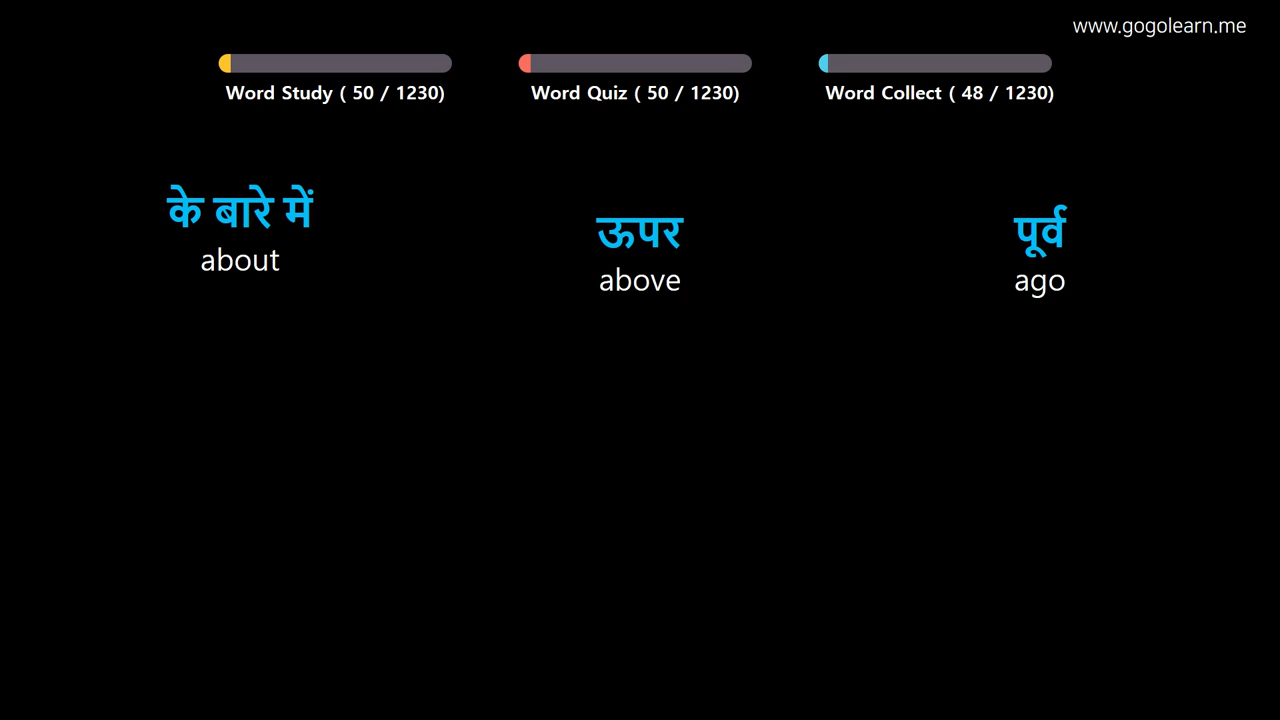 www.gogolearn.me
Word Study ( 50 / 1230)
Word Quiz ( 50 / 1230)
Word Collect ( 48 / 1230)
के बारे में
about
ऊपर
above
पूर्व
ago